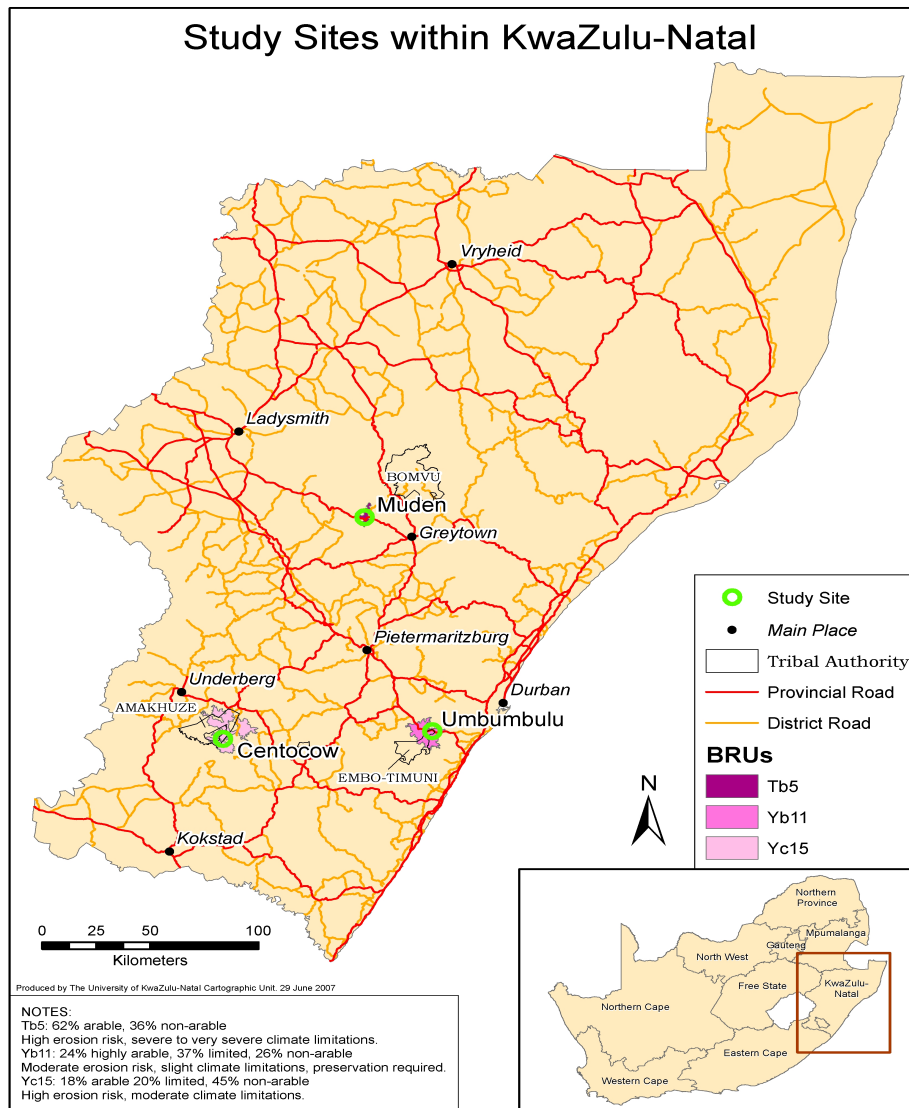 Study Sites within KwaZulu-Natal
Vryheid
Ladysmith
BOMVU
Muden
Greytown
Pietermaritzburg
Underberg
Durban
AMAKHUZE
Umbumbulu
Centocow
EMBO-TIMUNI
Kokstad
Study Site
Main Place
Tribal Authority
Provincial Road
District Road
BRUs
Tb5
Yb11
Yc15
N
0 25 50 100
Kilometers
Produced by The University of KwaZulu-Natal Cartographic Unit. 29 June 2007
NOTES:
Tb5: 62% arable, 36% non-arable
High erosion risk, severe to very severe climate limitations.
Yb11: 24% highly arable, 37% limited, 26% non-arable
Moderate erosion risk, slight climate limitations, preservation required.
Yc15: 18% arable 20% limited, 45% non-arable
High erosion risk, moderate climate limitations.
Northern
Province
Mpumalanga
Gauteng
North West
Free State
KwaZulu-
Natal
Northern Cape
Eastern Cape
Western Cape